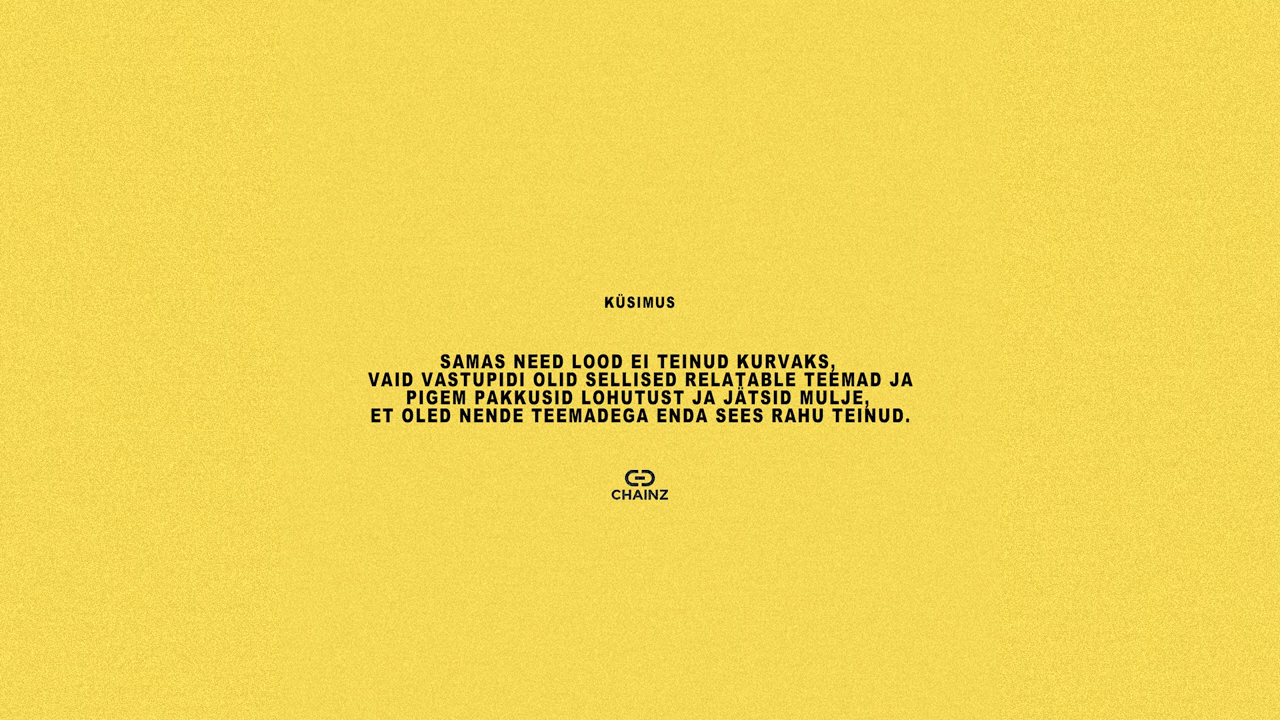 KÜSIMUS
SAMAS NEED LOOD EI TEINUD KURVAKS,
VAID VASTUPIDI OLID SELLISED RELATABLE TEEMAD JA
PIGEM PAKKUSID LOHUTUST JA JÄTSID MULJE,
ET OLED NENDE TEEMADEGA ENDA SEES RAHU TEINUD.
CHAINZ